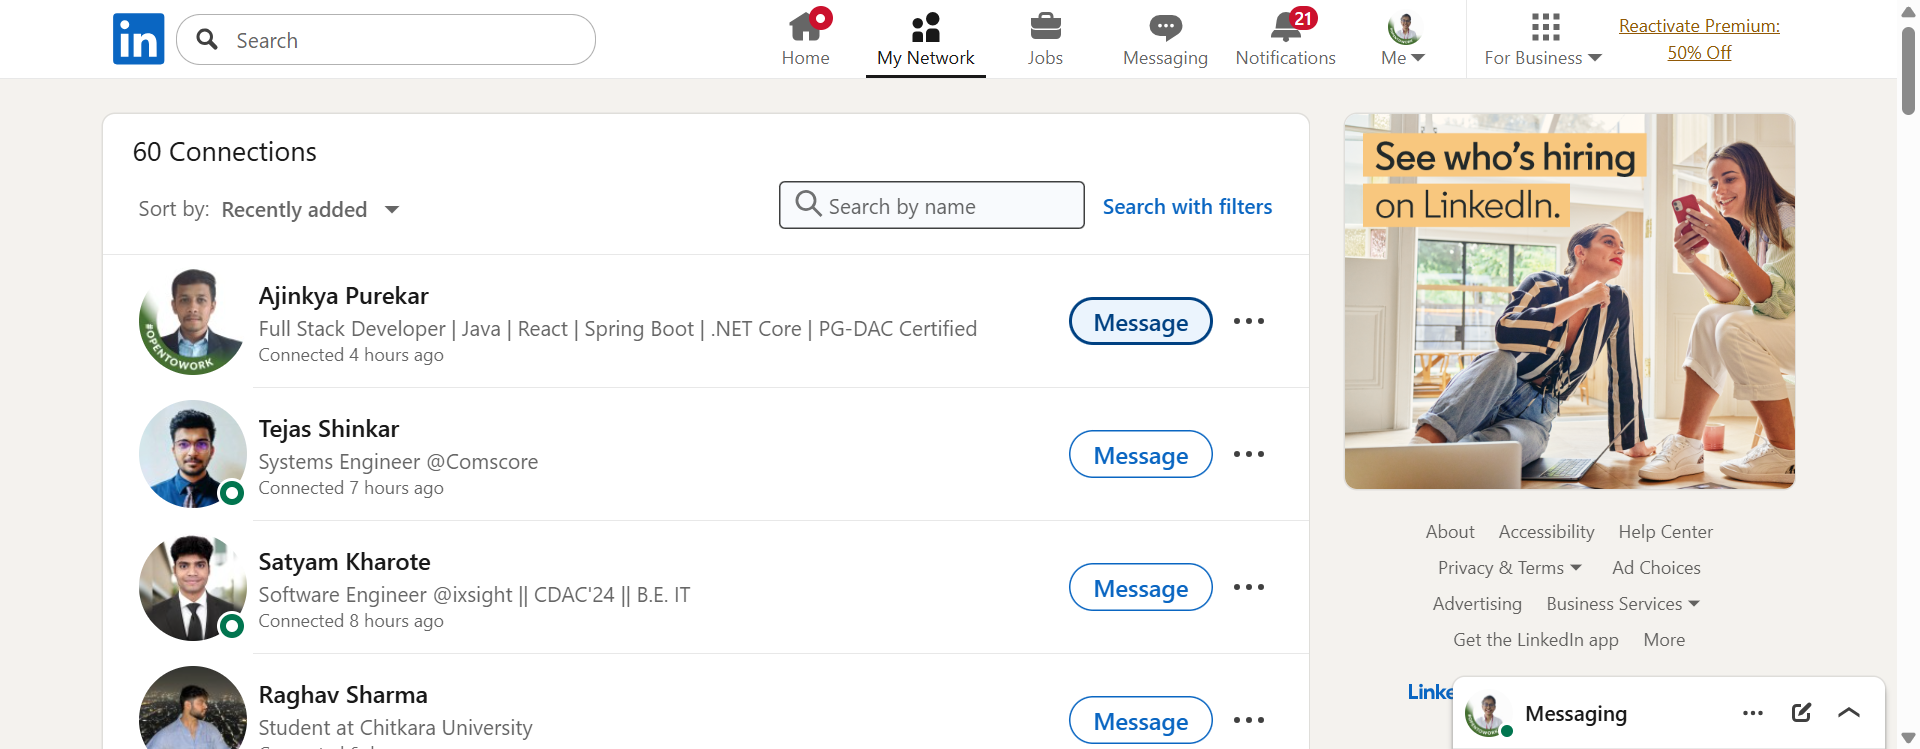 in
Search
Home
My Network
Jobs
Messaging
21
Notifications
Me
For Business
Reactivate Premium:
50% Off
60 Connections
Sort by: Recently added
Search by name
Search with filters
#OPENTOWORK
Ajinkya Purekar
Full Stack Developer | Java | React | Spring Boot | .NET Core | PG-DAC Certified
Connected 4 hours ago
Message
Tejas Shinkar
Systems Engineer @Comscore
Connected 7 hours ago
Message
Satyam Kharote
Software Engineer @ixsight || CDAC'24 || B.E. IT
Connected 8 hours ago
Message
Raghav Sharma
Student at Chitkara University
Message
See who's hiring
on LinkedIn.
About Accessibility Help Center
Privacy & Terms Ad Choices
Advertising Business Services
Get the LinkedIn app More
Linke
Messaging